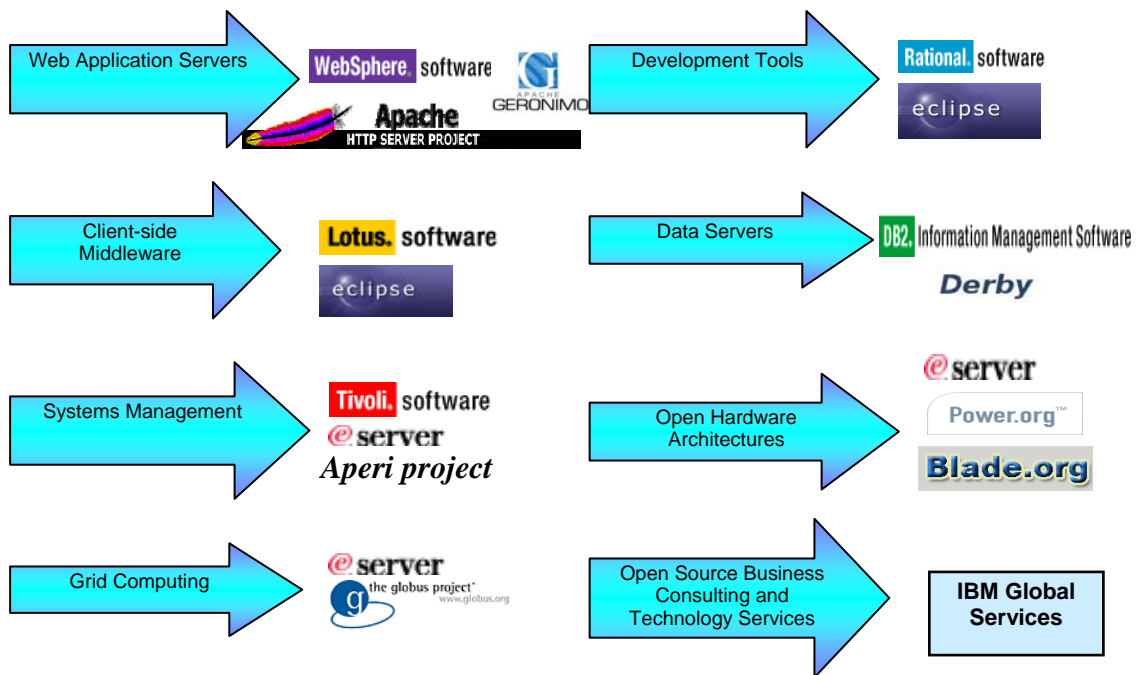 Web Application Servers
WebSphere. software
APACHE
GERONIMO
Apache
HTTP SERVER PROJECT
Development Tools
Rational. software
eclipse
Client-side
Middleware
Lotus. software
eclipse
Data Servers
DB2. Information Management Software
Derby
Systems Management
Tivoli. software
e server
Aperi project
Open Hardware
Architectures
e server
Power.org™
Blade.org
Grid Computing
e server
g the globus project*
www.globus.org
Open Source Business
Consulting and
Technology Services
IBM Global
Services